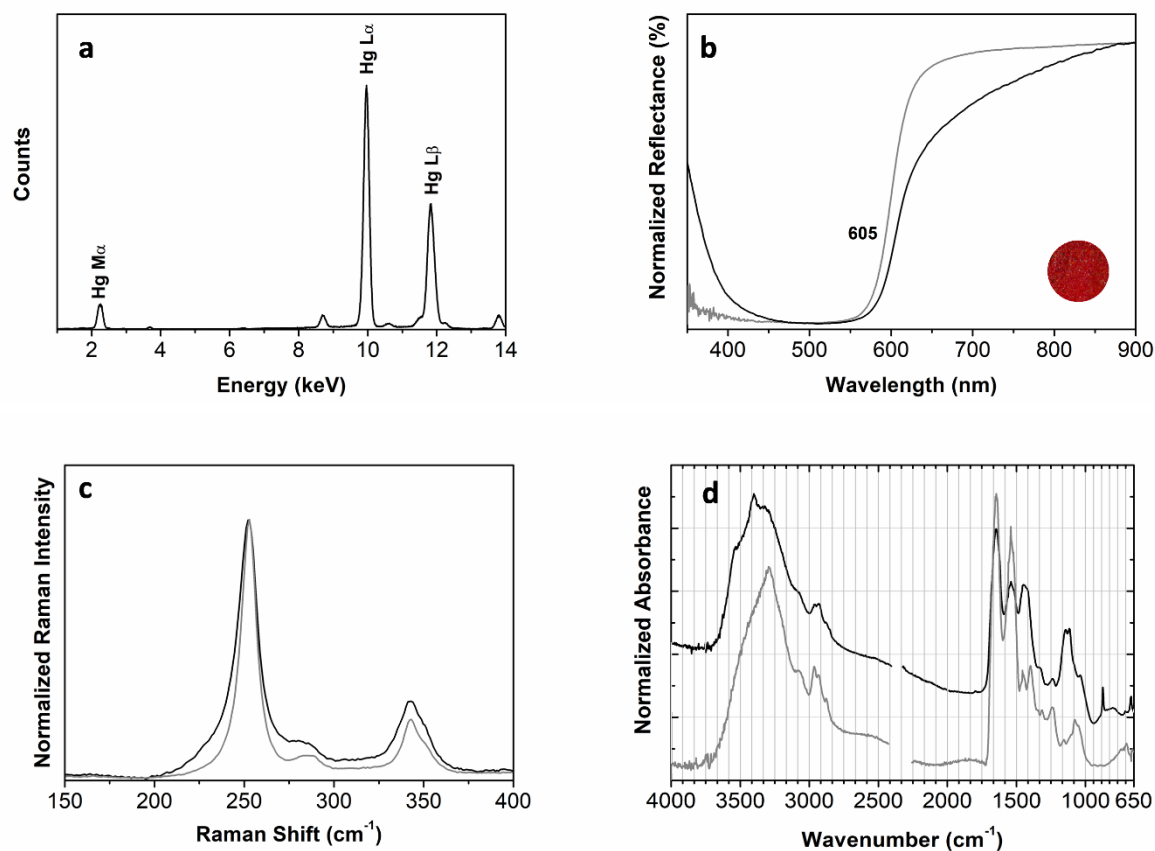 a
Hg Mα
Hg Lα
Hg Lβ
Counts
2 4 6 8 10 12 14
Energy (keV)
b
605
Normalized Reflectance (%)
400 500 600 700 800 900
Wavelength (nm)
c
Normalized Raman Intensity
150 200 250 300 350 400
Raman Shift (cm⁻¹)
d
Normalized Absorbance
4000 3500 3000 2500 2000 1500 1000 650
Wavenumber (cm⁻¹)